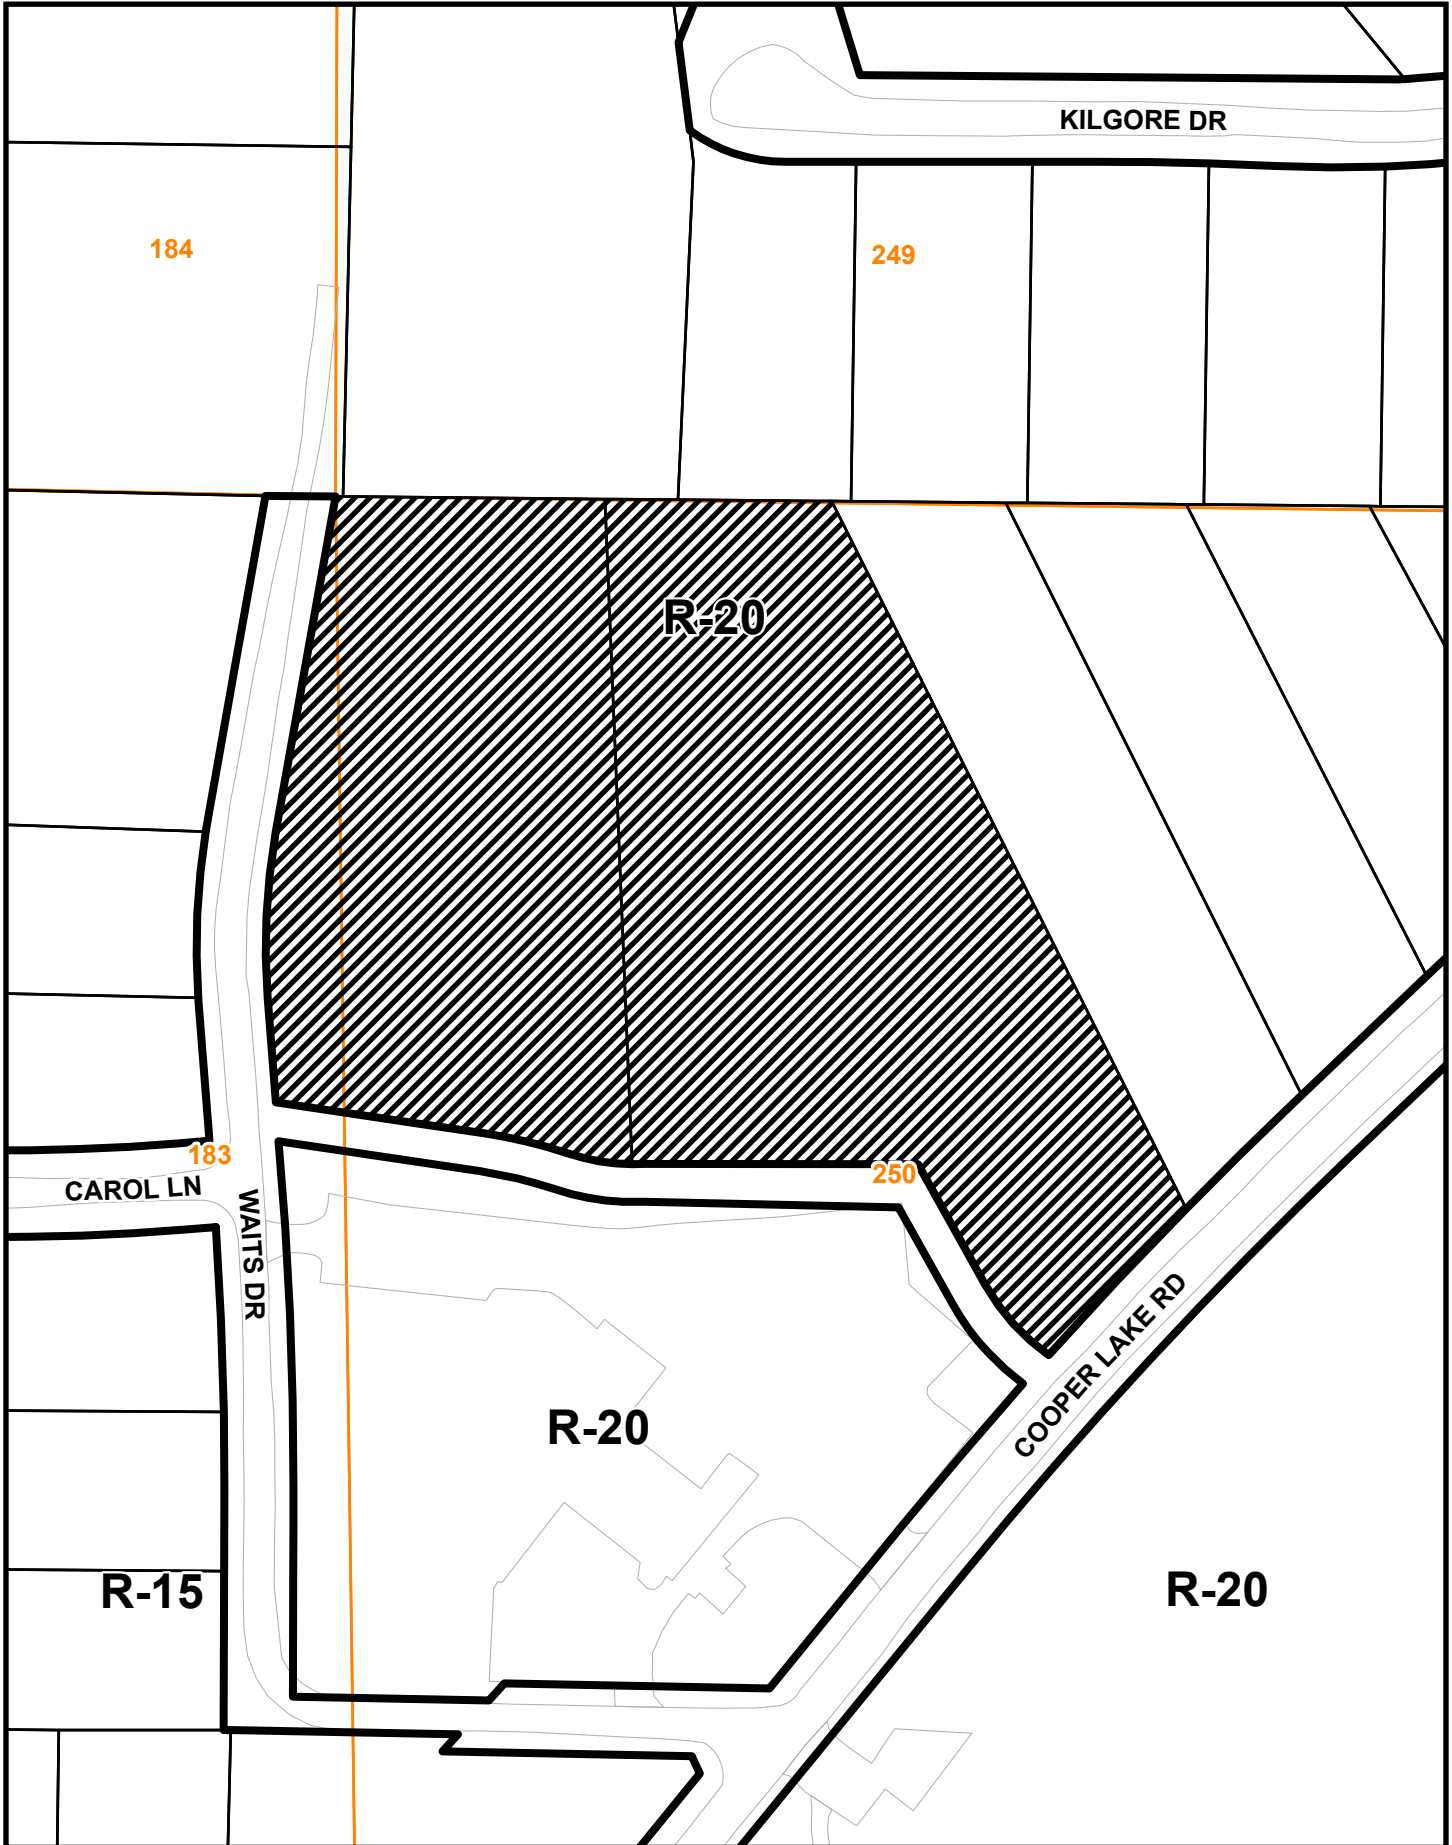 KILGORE DR
184
249
R-20
183
250
CAROL LN
WAITS DR
COOPER LAKE RD
R-20
R-15
R-20